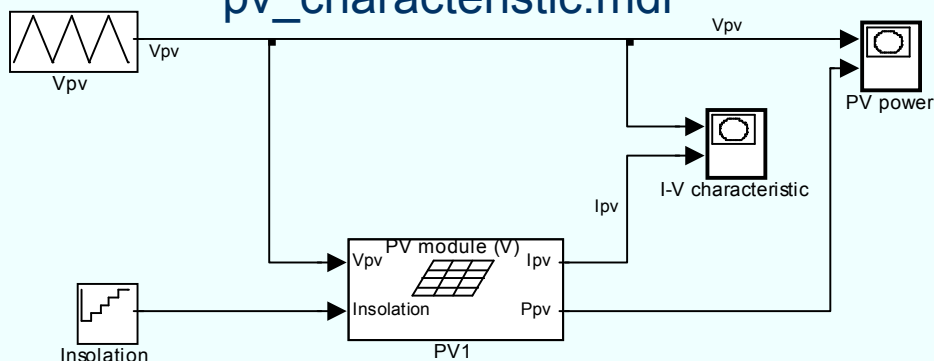 pv_characteristic.mdl
Vpv
Vpv
Vpv
PV power
I-V characteristic
Ipv
PV module (V)
Vpv
Ipv
Insolation
Ppv
PV1
Insolation